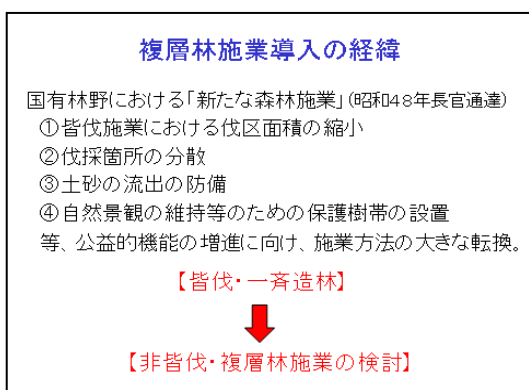 複層林施業導入の経緯
国有林野における「新たな森林施業」(昭和48年長官通達)
①皆伐施業における伐区面積の縮小
②伐採箇所の分散
③土砂の流出の防備
④自然景観の維持等のための保護樹帯の設置
等、公益的機能の増進に向け、施業方法の大きな転換。
【皆伐・一斉造林】
【非皆伐・複層林施業の検討】